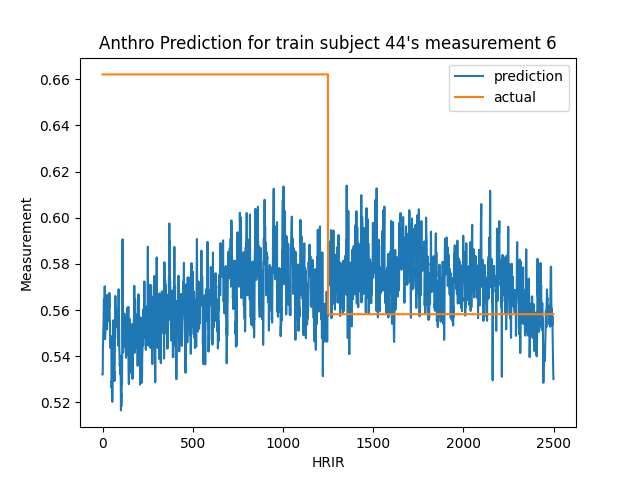 Anthro Prediction for train subject 44's measurement 6
prediction
actual
Measurement
0.66
0.64
0.62
0.60
0.58
0.56
0.54
0.52
0 500 1000 1500 2000 2500
HRIR